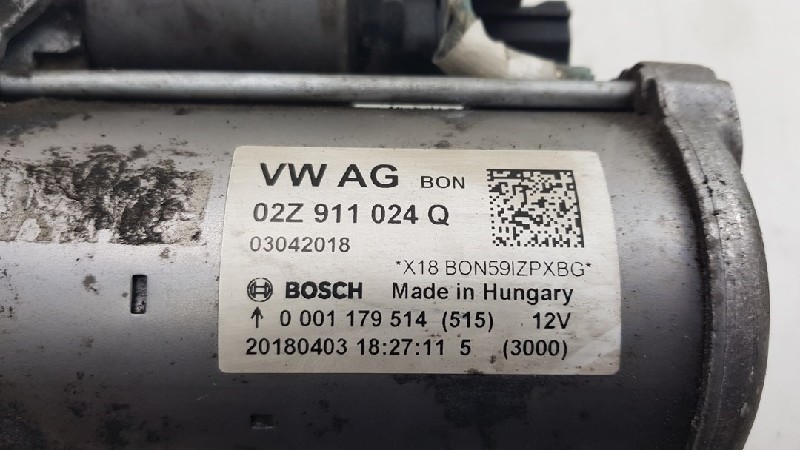 VW AG BON
02Z 911 024 Q
03042018
*X18 BON59IZPXBG*
BOSCH Made in Hungary
↑ 0 001 179 514 (515) 12V
20180403 18:27:11 5 (3000)